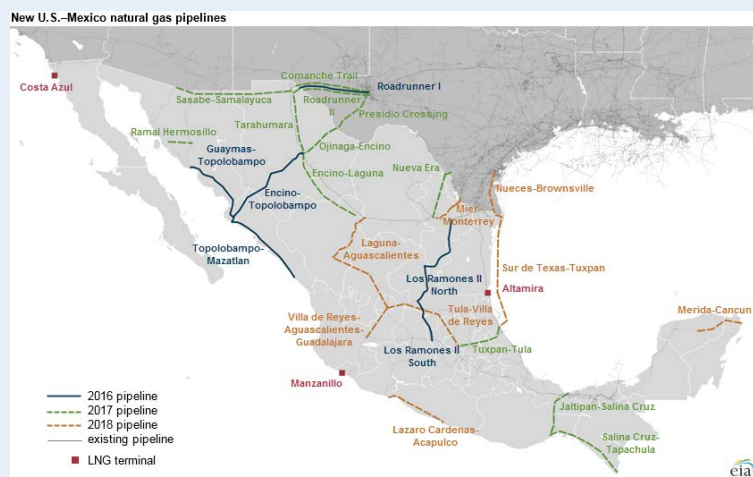 New U.S.–Mexico natural gas pipelines
Costa Azul
Comanche Trail
Roadrunner I
Sasabe-Samalayuca
Roadrunner
II
Presidio Crossing
Ramal Hermosillo
Tarahumara
Guaymas-
Topolobampo
Ojinaga-Encino
Encino-Laguna
Nueva Era
Nueces-Brownsville
Encino-
Topolobampo
Mier-
Monterrey
Topolobampo-
Mazatlan
Laguna-
Aguascalientes
Sur de Texas-Tuxpan
Los Ramones II
North
Altamira
Villa de Reyes-
Aguascalientes-
Guadalajara
Tula-Villa
de Reyes
Merida-Cancun
Los Ramones II
South
Tuxpan-Tula
Manzanillo
2016 pipeline
2017 pipeline
2018 pipeline
existing pipeline
LNG terminal
Lazaro Cardenas-
Acapulco
Jaltipan-Salina Cruz
Salina Cruz-
Tapachula
eia